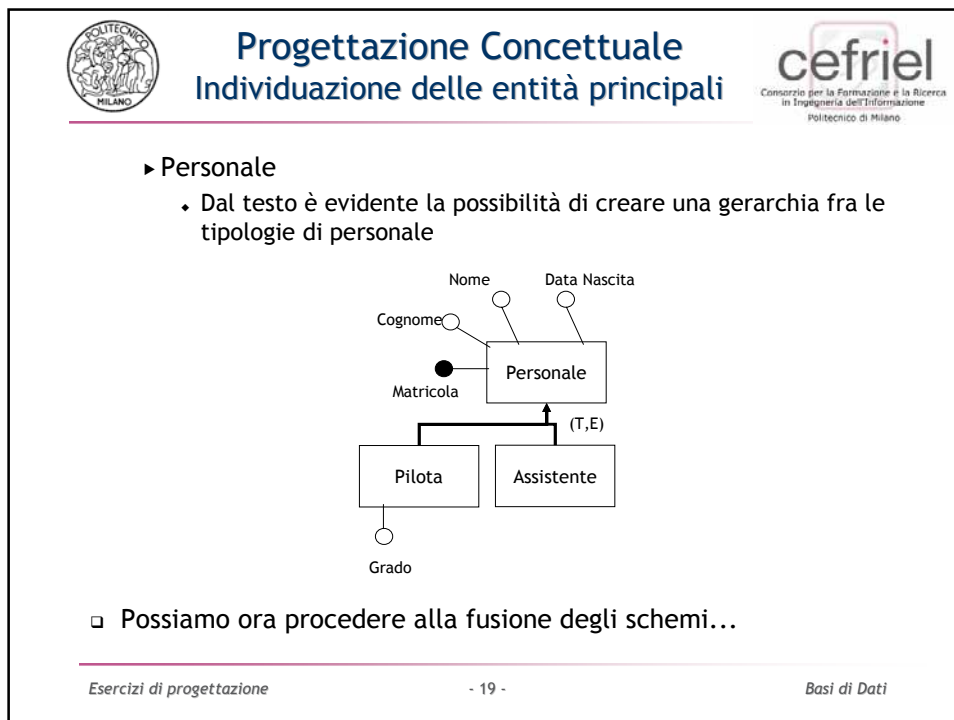 POLITECNICO
MILANO
Progettazione Concettuale
Individuazione delle entità principali
cefriel
Consorzio per la Formazione e la Ricerca
in Ingegneria dell'Informazione
Politecnico di Milano
Personale
Dal testo è evidente la possibilità di creare una gerarchia fra le
tipologie di personale
Nome Data Nascita
Cognome
Personale
Matricola
(T,E)
Pilota Assistente
Grado
Possiamo ora procedere alla fusione degli schemi...
Esercizi di progettazione - 19 - Basi di Dati